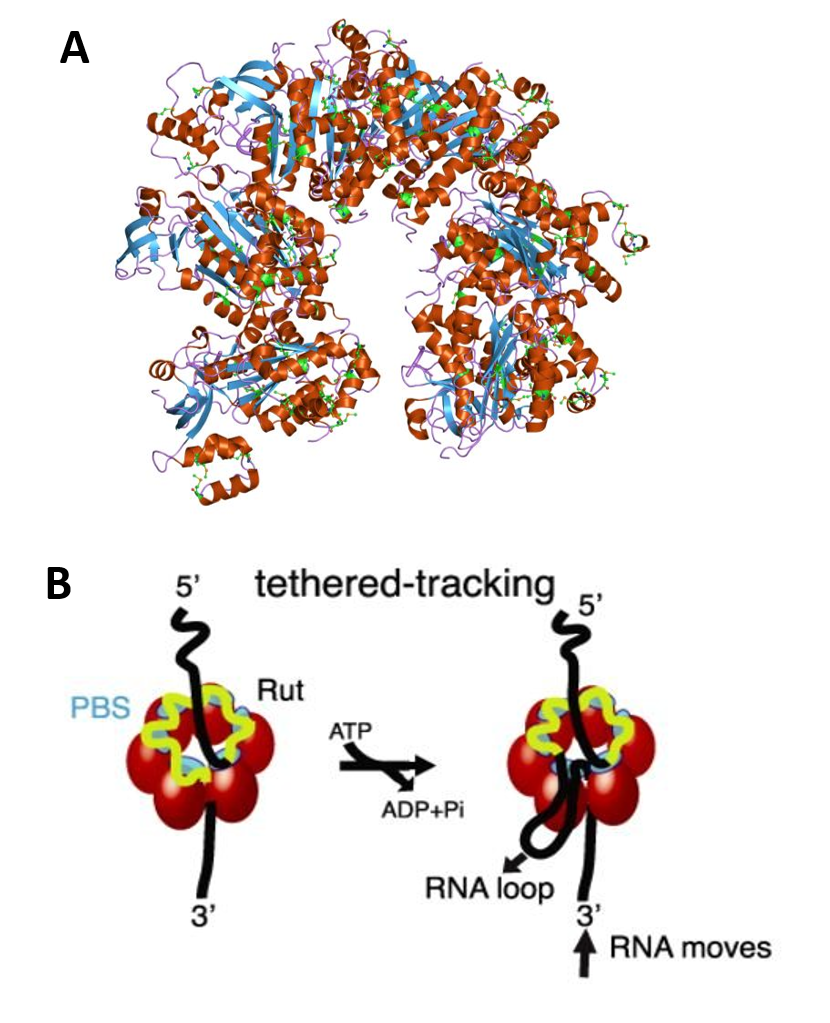 A
B
tethered-tracking
5’
5’
PBS
Rut
ATP
ADP+Pi
RNA loop
3’
3’
RNA moves